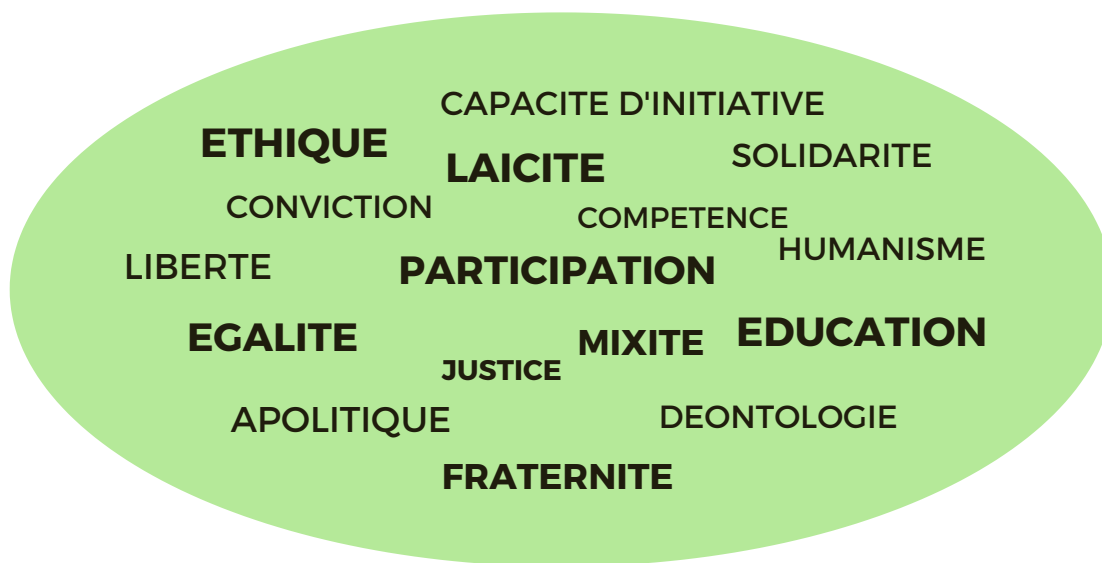 CAPACITE D'INITIATIVE
ETHIQUE
LAICITE
SOLIDARITE
CONVICTION
COMPETENCE
HUMANISME
LIBERTE
PARTICIPATION
EGALITE
MIXITE
EDUCATION
JUSTICE
APOLITIQUE
DEONTOLOGIE
FRATERNITE